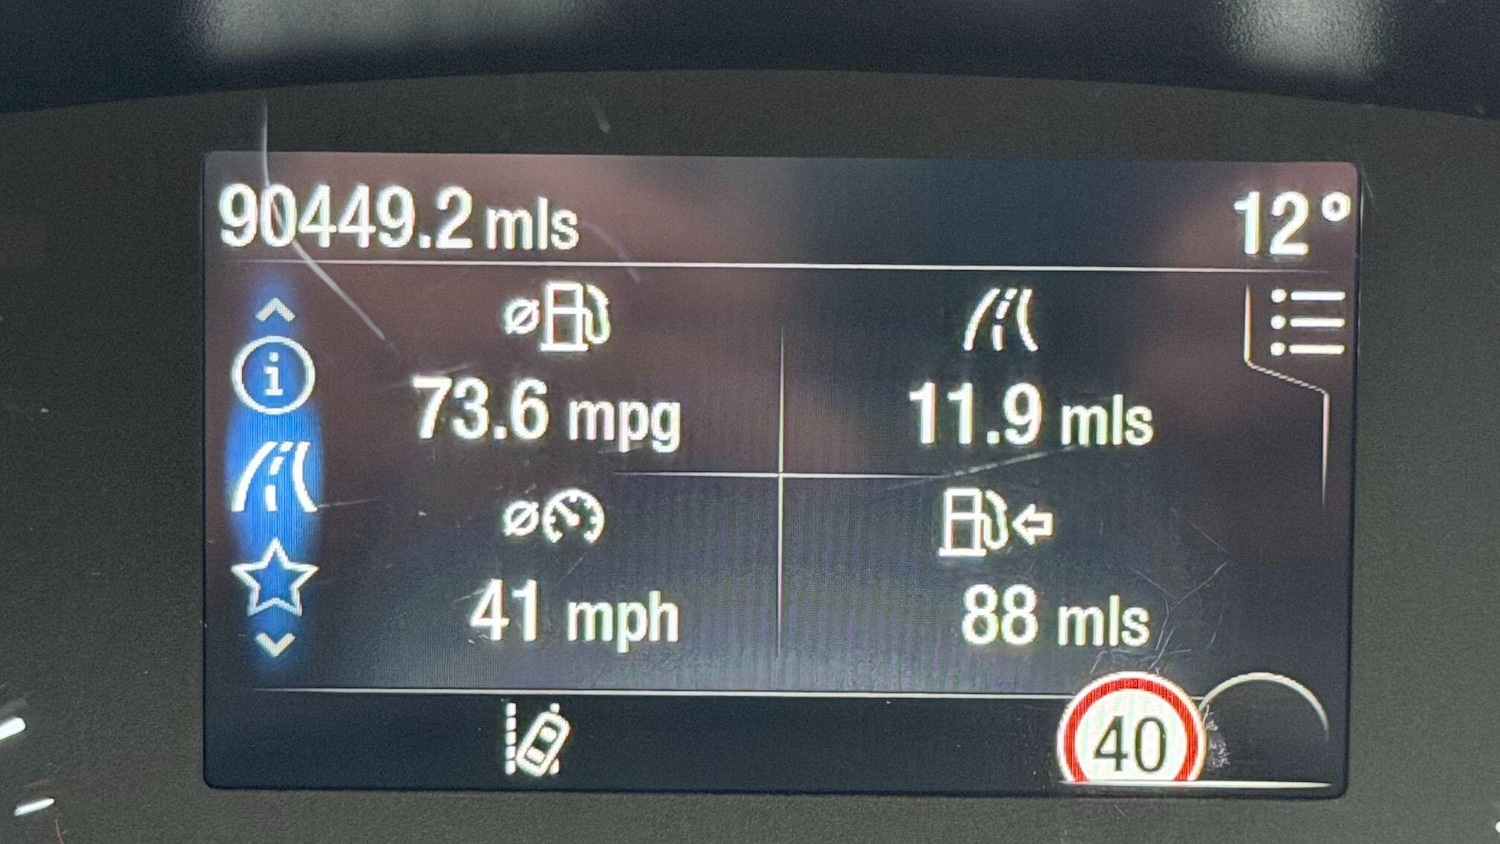 90449.2 mls 12°
73.6 mpg 11.9 mls
41 mph 88 mls
40